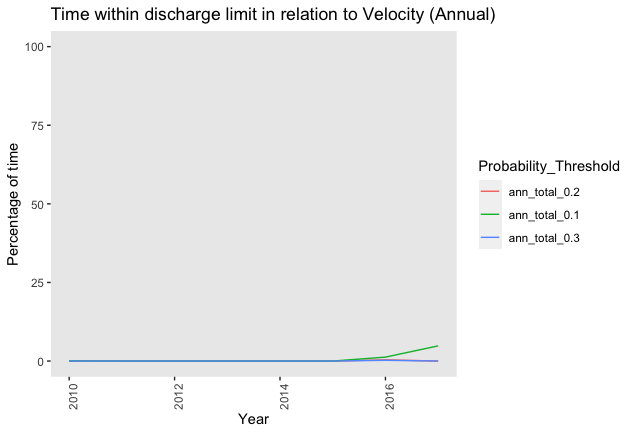 Time within discharge limit in relation to Velocity (Annual)
Percentage of time
100
75
50
25
0
2010
2012
2014
2016
Year
Probability_Threshold
ann_total_0.2
ann_total_0.1
ann_total_0.3